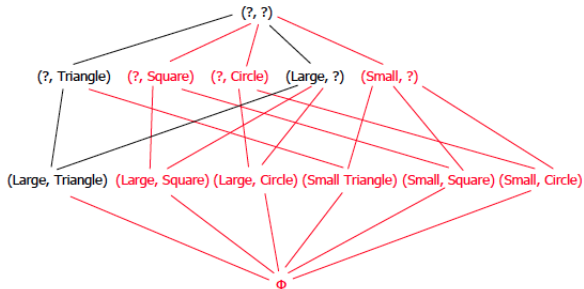 (?, ?)
(?, Triangle) (?, Square) (?, Circle) (Large, ?) (Small, ?)
(Large, Triangle) (Large, Square) (Large, Circle) (Small Triangle) (Small, Square) (Small, Circle)
Φ